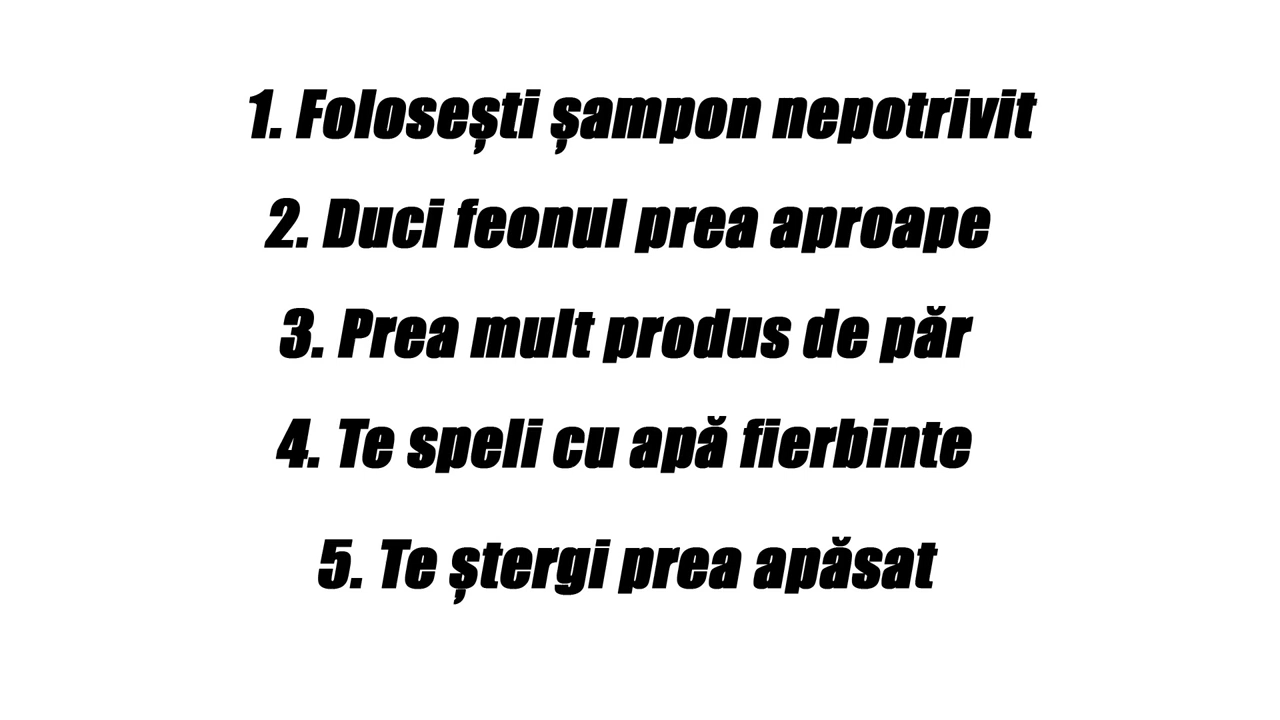 1. Folosești șampon nepotrivit
2. Duci feonul prea aproape
3. Prea mult produs de păr
4. Te speli cu apă fierbinte
5. Te ștergi prea apăsat